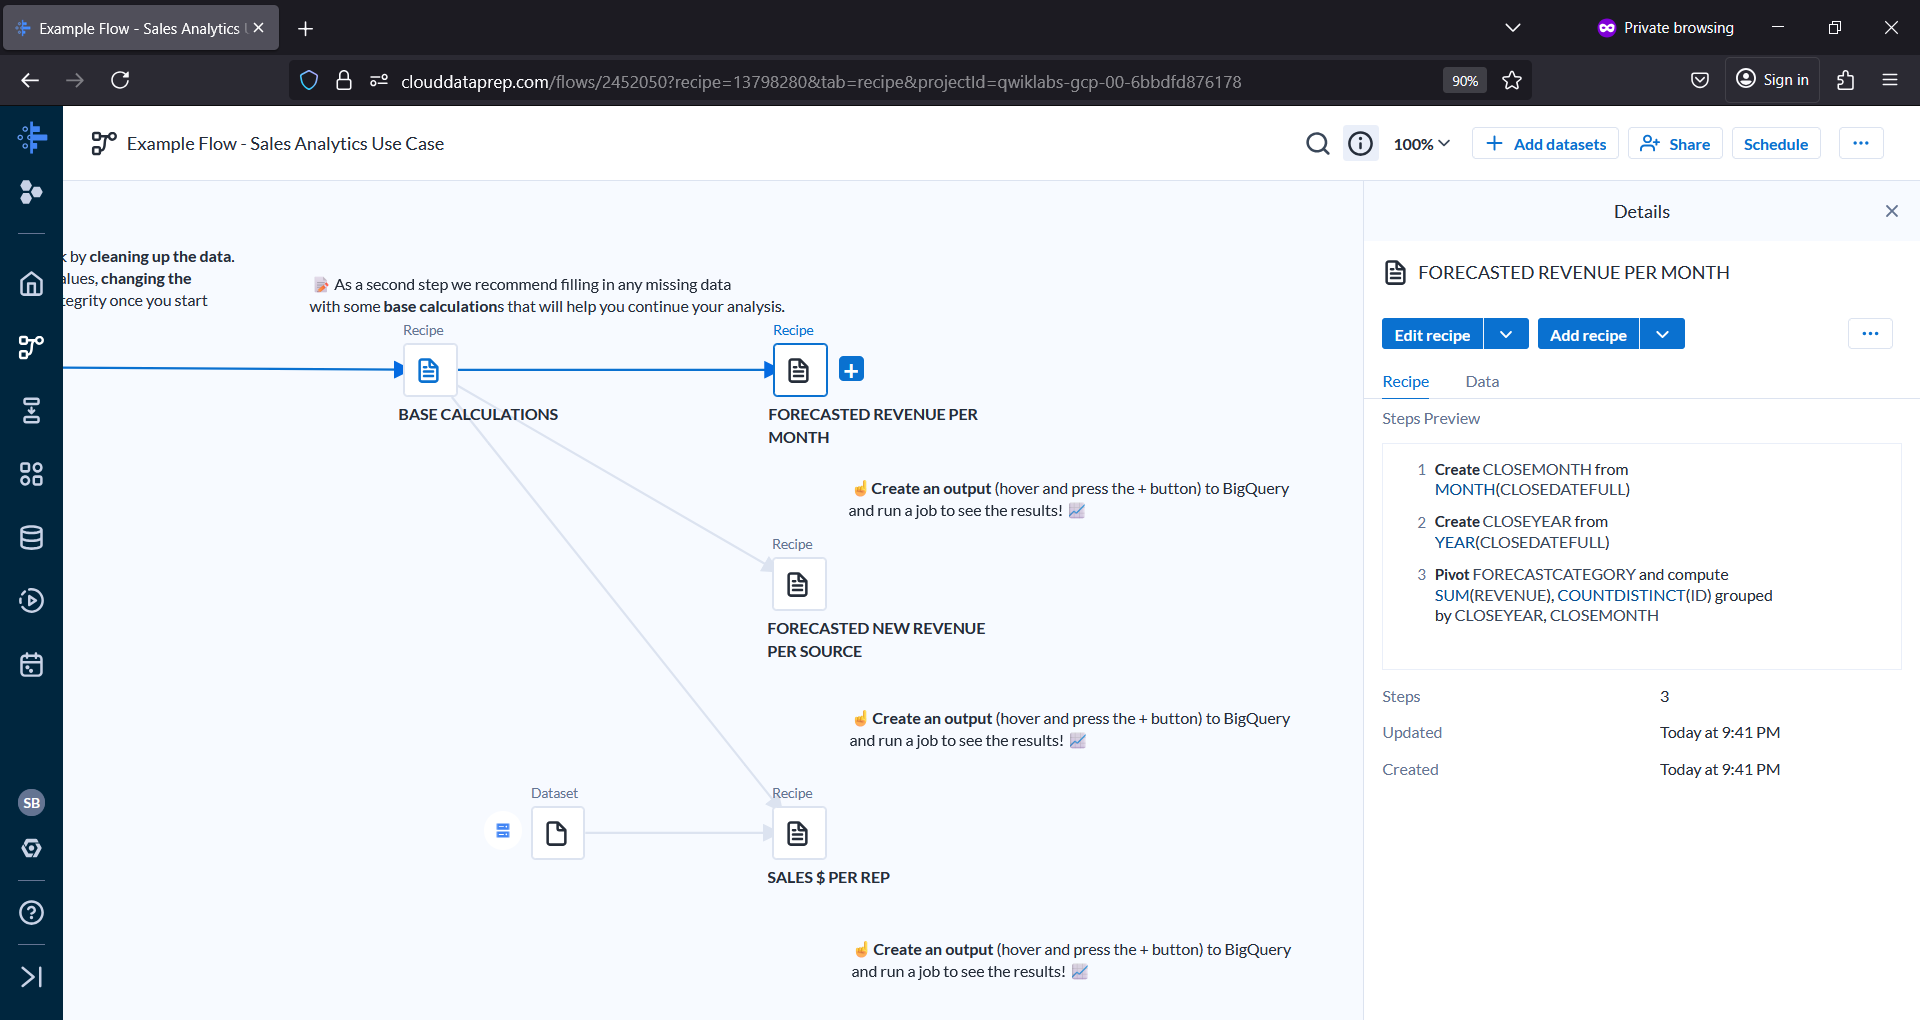 Example Flow - Sales Analytics U
Private browsing
clouddataprep.com/flows/2452050?recipe=13798280&tab=recipe&projectId=qwiklabs-gcp-00-6bbdfd876178
90%
Sign in
Example Flow - Sales Analytics Use Case
100%
Add datasets
Share
Schedule
Details
k by cleaning up the data.
alues, changing the
tegrity once you start
📝 As a second step we recommend filling in any missing data
with some base calculations that will help you continue your analysis.
Recipe
BASE CALCULATIONS
Recipe
FORECASTED REVENUE PER
MONTH
☝ Create an output (hover and press the + button) to BigQuery
and run a job to see the results! 📈
Recipe
FORECASTED NEW REVENUE
PER SOURCE
☝ Create an output (hover and press the + button) to BigQuery
and run a job to see the results! 📈
Dataset
Recipe
SALES $ PER REP
☝ Create an output (hover and press the + button) to BigQuery
and run a job to see the results! 📈
FORECASTED REVENUE PER MONTH
Edit recipe
Add recipe
Recipe
Data
Steps Preview
1 Create CLOSEMONTH from
MONTH(CLOSEDATEFULL)
2 Create CLOSEYEAR from
YEAR(CLOSEDATEFULL)
3 Pivot FORECASTCATEGORY and compute
SUM(REVENUE), COUNTDISTINCT(ID) grouped
by CLOSEYEAR, CLOSEMONTH
Steps 3
Updated Today at 9:41 PM
Created Today at 9:41 PM
SB